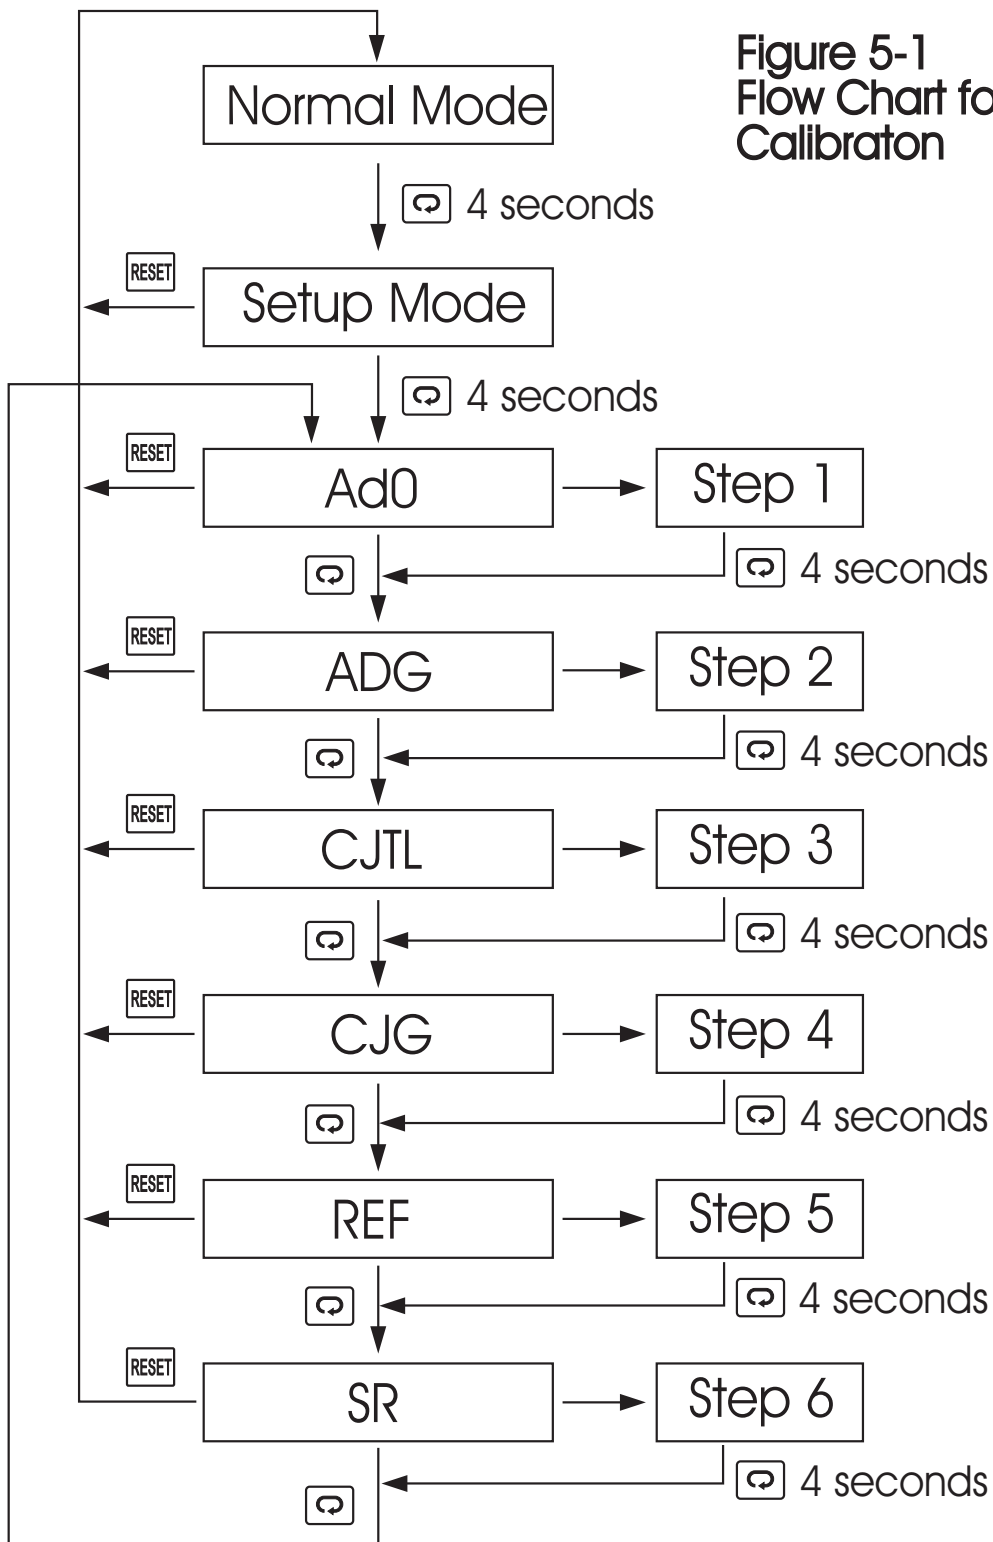 Figure 5-1
Flow Chart fo
Calibraton
Normal Mode
4 seconds
RESET
Setup Mode
4 seconds
RESET
Ad0
Step 1
4 seconds
RESET
ADG
Step 2
4 seconds
RESET
CJTL
Step 3
4 seconds
RESET
CJG
Step 4
4 seconds
RESET
REF
Step 5
4 seconds
RESET
SR
Step 6
4 seconds